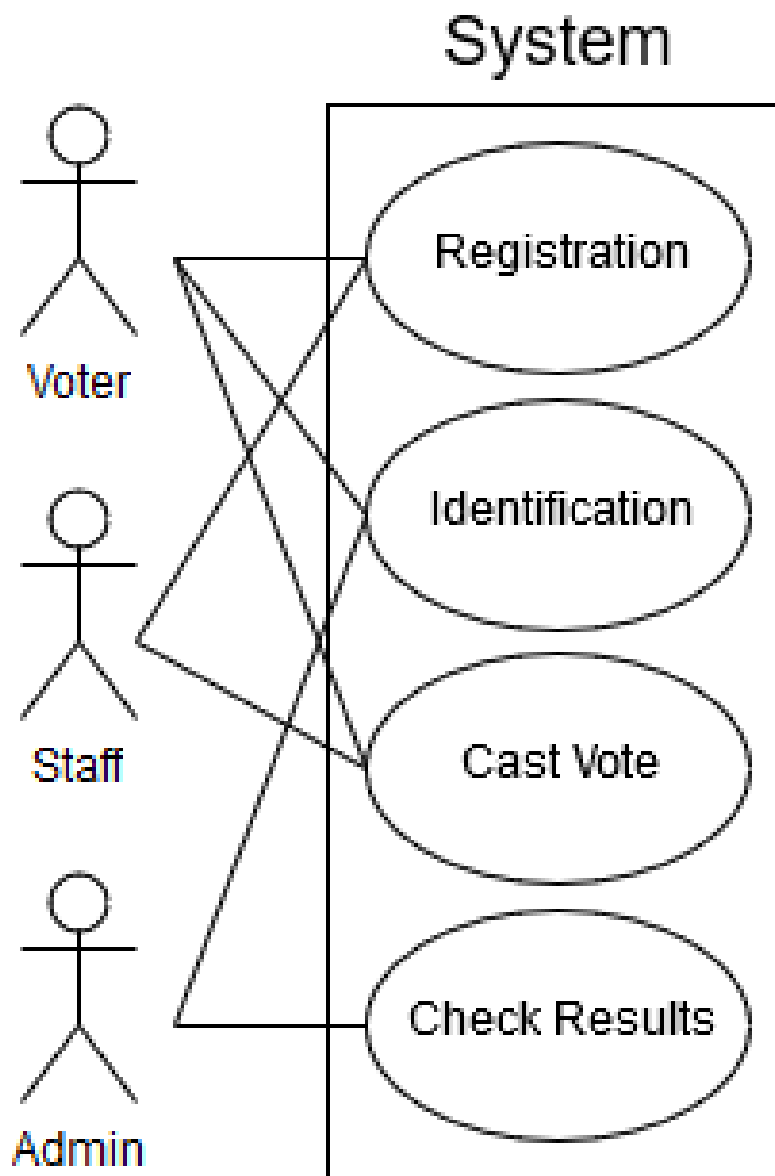 System
Registration
Voter
Identification
Staff
Cast Vote
Check Results
Admin